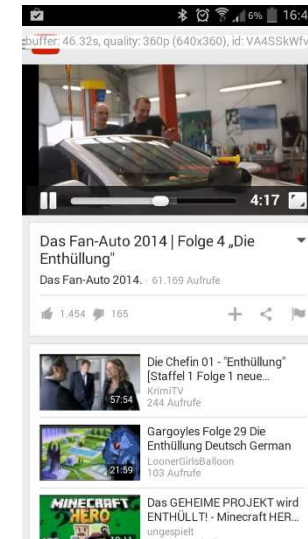 6% 16:4
buffer: 46.32s, quality: 360p (640x360), id: VA4SSkWfv
4:17
Das Fan-Auto 2014 | Folge 4 „Die
Enthüllung"
Das Fan-Auto 2014. · 61.169 Aufrufe
1.454 165
Die Chefin 01 - "Enthüllung"
[Staffel 1 Folge 1 neue...
KrimiTV
244 Aufrufe
57:54
Gargoyles Folge 29 Die
Enthüllung Deutsch German
LoonerGirlsBalloon
103 Aufrufe
21:59
MINECRAFT
HERO
Das GEHEIME PROJEKT wird
ENTHÜLLT! - Minecraft HER...
ungespielt